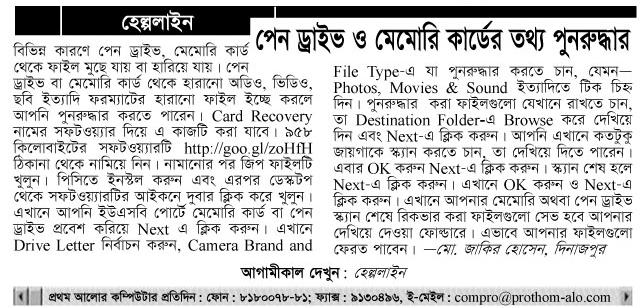 হেল্পলাইন
পেন ড্রাইভ ও মেমোরি কার্ডের তথ্য পুনরুদ্ধার
বিভিন্ন কারণে পেন ড্রাইভ, মেমোরি কার্ড
থেকে ফাইল মুছে যায় বা হারিয়ে যায়। পেন
ড্রাইভ বা মেমোরি কার্ড থেকে হারানো অডিও, ভিডিও,
ছবি ইত্যাদি ফরম্যাটের হারানো ফাইল ইচ্ছে করলে
আপনি পুনরুদ্ধার করতে পারেন। Card Recovery
নামের সফটওয়্যার দিয়ে এ কাজটি করা যাবে। ৯৫৮
কিলোবাইটের সফটওয়্যারটি http://goo.gl/zoHfH
ঠিকানা থেকে নামিয়ে নিন। নামানোর পর জিপ ফাইলটি
খুলুন। পিসিতে ইনস্টল করুন এবং এরপর ডেস্কটপ
থেকে সফটওয়্যারটির আইকনে দুবার ক্লিক করে খুলুন।
এখানে আপনি ইউএসবি পোর্টে মেমোরি কার্ড বা পেন
ড্রাইভ প্রবেশ করিয়ে Next এ ক্লিক করুন। এখানে
Drive Letter নির্বাচন করুন, Camera Brand and
File Type-এ যা পুনরুদ্ধার করতে চান, যেমন—
Photos, Movies & Sound ইত্যাদিতে টিক চিহ্ন
দিন। পুনরুদ্ধার করা ফাইলগুলো যেখানে রাখতে চান,
তা Destination Folder-এ Browse করে দেখিয়ে
দিন এবং Next-এ ক্লিক করুন। আপনি এখানে কতটুকু
জায়গাকে স্ক্যান করতে চান, তা দেখিয়ে দিতে পারেন।
এবার OK করুন Next-এ ক্লিক করুন। স্ক্যান শেষ হলে
Next-এ ক্লিক করুন। এখানে OK করুন ও Next-এ
ক্লিক করুন। এখানে আপনার মেমোরি অথবা পেন ড্রাইভ
স্ক্যান শেষে রিকভার করা ফাইলগুলো সেভ হবে আপনার
দেখিয়ে দেওয়া ফোল্ডারে। এভাবে আপনার ফাইলগুলো
ফেরত পাবেন। —মো. জাকির হোসেন, দিনাজপুর
আগামীকাল দেখুন : হেল্পলাইন
প্রথম আলোর কম্পিউটার প্রতিদিন : ফোন : ৮১৮০০৭৮-৮১; ফ্যাক্স : ৯১৩০৪৯৬, ই-মেইল : compro@prothom-alo.com